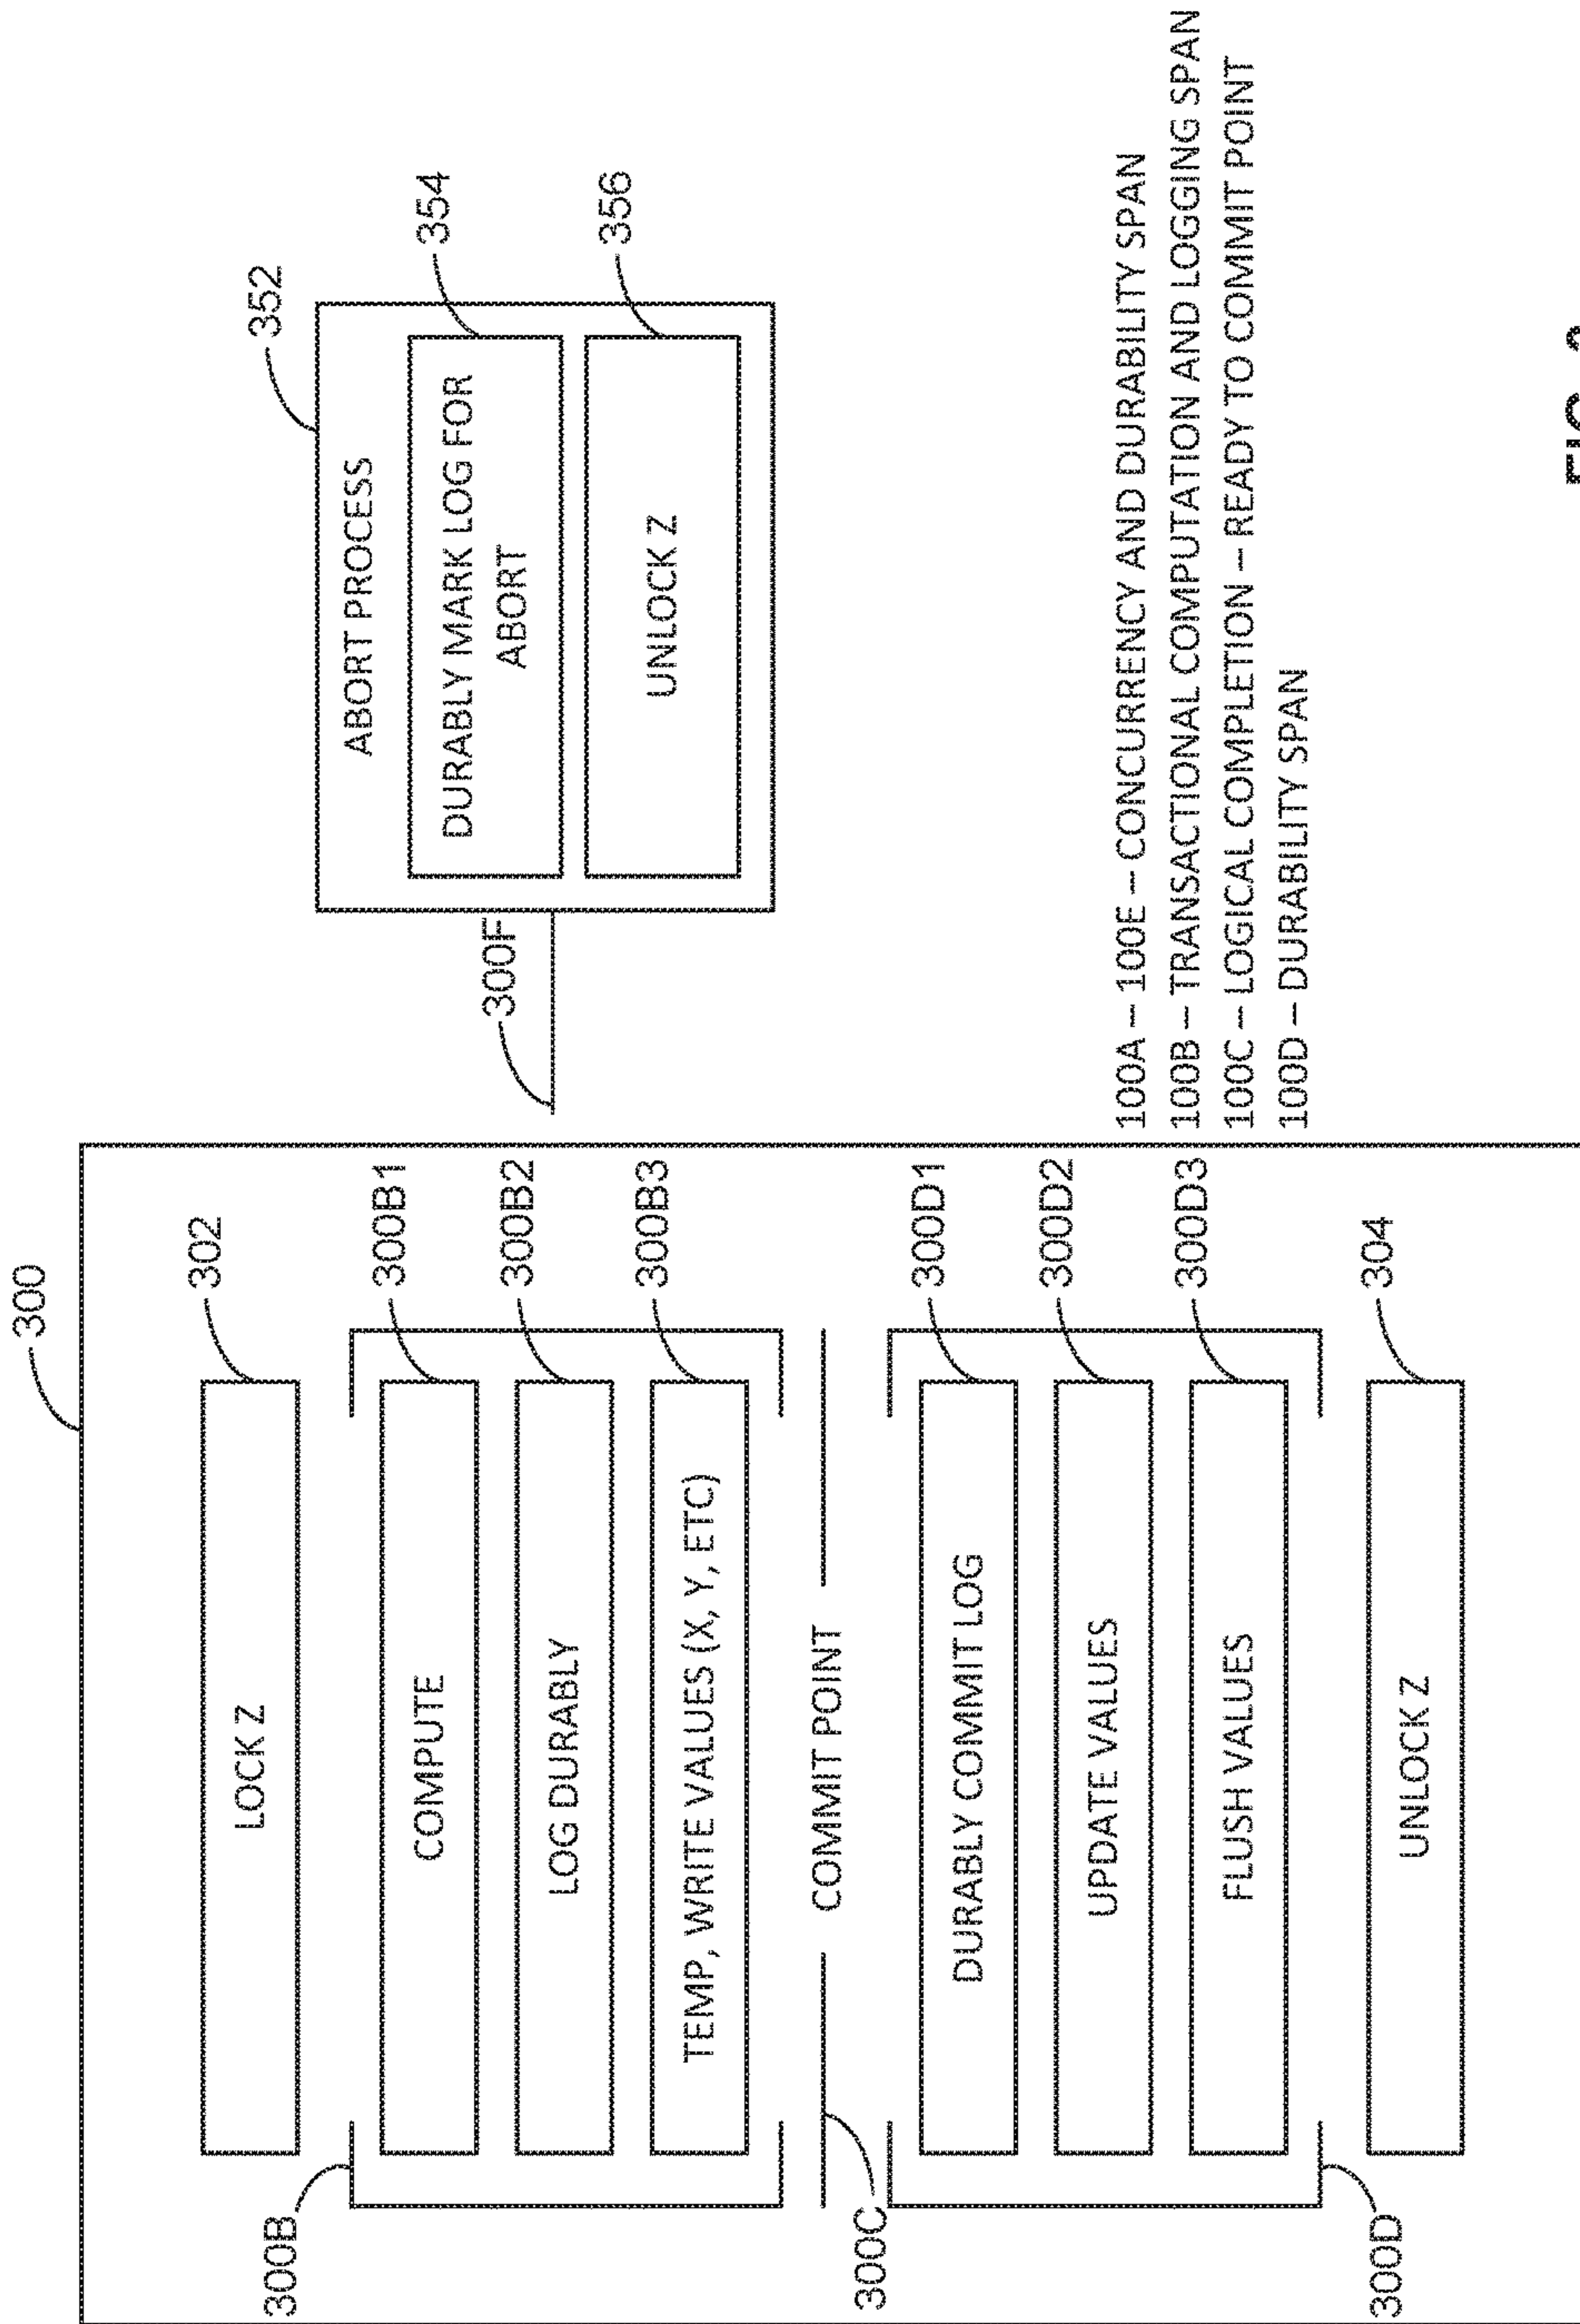 300
LOCK Z
302
300B
COMPUTE
300B1
LOG DURABLY
300B2
TEMP, WRITE VALUES (X, Y, ETC)
300B3
300C
COMMIT POINT
DURABLY COMMIT LOG
300D1
UPDATE VALUES
300D2
FLUSH VALUES
300D3
300D
UNLOCK Z
304
300F
352
ABORT PROCESS
DURABLY MARK LOG FOR
ABORT
354
UNLOCK Z
356
100A – 100E – CONCURRENCY AND DURABILITY SPAN
100B – TRANSACTIONAL COMPUTATION AND LOGGING SPAN
100C – LOGICAL COMPLETION – READY TO COMMIT POINT
100D – DURABILITY SPAN